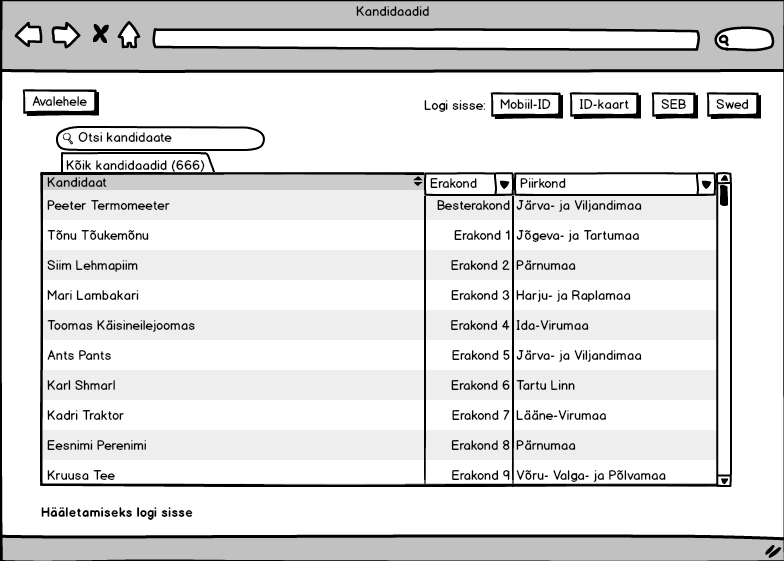 Kandidaadid
Avalehele
Logi sisse: Mobiil-ID ID-kaart SEB Swed
Otsi kandidaate
Kõik kandidaadid (666)
Kandidaat Erakond Piirkond
Peeter Termomeeter Besterakond Järva- ja Viljandimaa
Tõnu Tõukemõnu Erakond 1 Jõgeva- ja Tartumaa
Siim Lehmapiim Erakond 2 Pärnumaa
Mari Lambakari Erakond 3 Harju- ja Raplamaa
Toomas Käisineilejoomas Erakond 4 Ida-Virumaa
Ants Pants Erakond 5 Järva- ja Viljandimaa
Karl Shmarl Erakond 6 Tartu Linn
Kadri Traktor Erakond 7 Lääne-Virumaa
Eesnimi Perenimi Erakond 8 Pärnumaa
Kruusa Tee Erakond 9 Võru- Valga- ja Põlvamaa
Hääletamiseks logi sisse